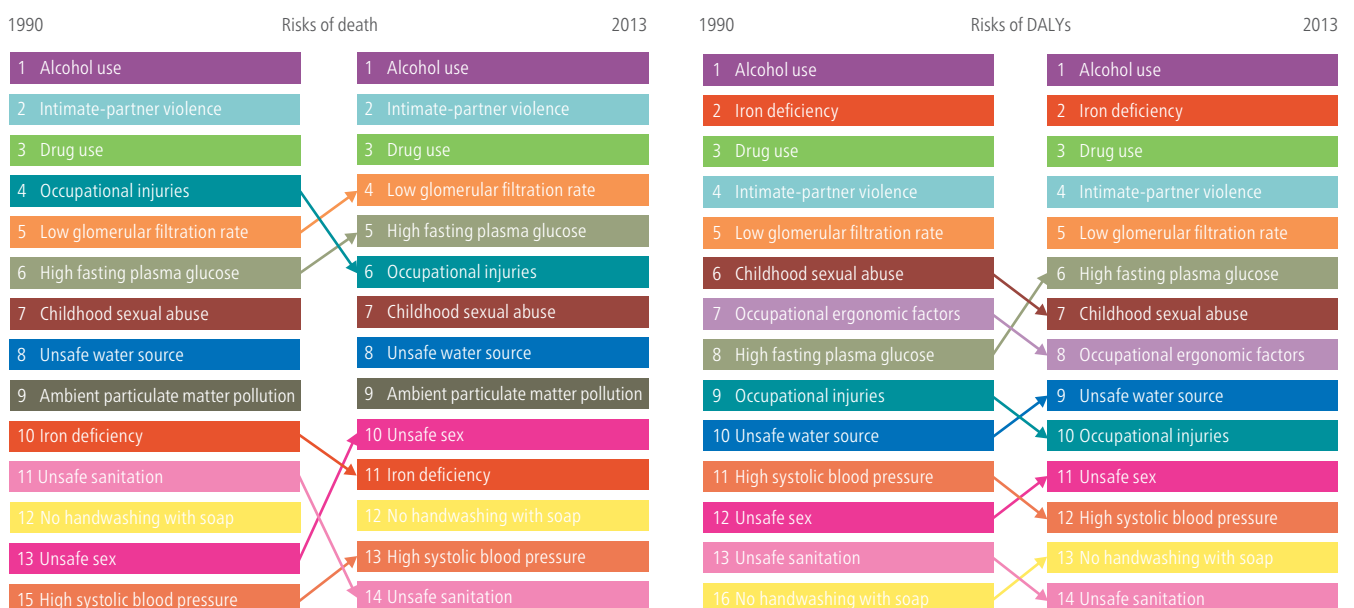 1990 Risks of death 2013
1 Alcohol use
2 Intimate-partner violence
3 Drug use
4 Occupational injuries
5 Low glomerular filtration rate
6 High fasting plasma glucose
7 Childhood sexual abuse
8 Unsafe water source
9 Ambient particulate matter pollution
10 Iron deficiency
11 Unsafe sanitation
12 No handwashing with soap
13 Unsafe sex
15 High systolic blood pressure
1 Alcohol use
2 Intimate-partner violence
3 Drug use
4 Low glomerular filtration rate
5 High fasting plasma glucose
6 Occupational injuries
7 Childhood sexual abuse
8 Unsafe water source
9 Ambient particulate matter pollution
10 Unsafe sex
11 Iron deficiency
12 No handwashing with soap
13 High systolic blood pressure
14 Unsafe sanitation
1990 Risks of DALYs 2013
1 Alcohol use
2 Iron deficiency
3 Drug use
4 Intimate-partner violence
5 Low glomerular filtration rate
6 Childhood sexual abuse
7 Occupational ergonomic factors
8 High fasting plasma glucose
9 Occupational injuries
10 Unsafe water source
11 High systolic blood pressure
12 Unsafe sex
13 Unsafe sanitation
16 No handwashing with soap
1 Alcohol use
2 Iron deficiency
3 Drug use
4 Intimate-partner violence
5 Low glomerular filtration rate
6 High fasting plasma glucose
7 Childhood sexual abuse
8 Occupational ergonomic factors
9 Unsafe water source
10 Occupational injuries
11 Unsafe sex
12 High systolic blood pressure
13 No handwashing with soap
14 Unsafe sanitation